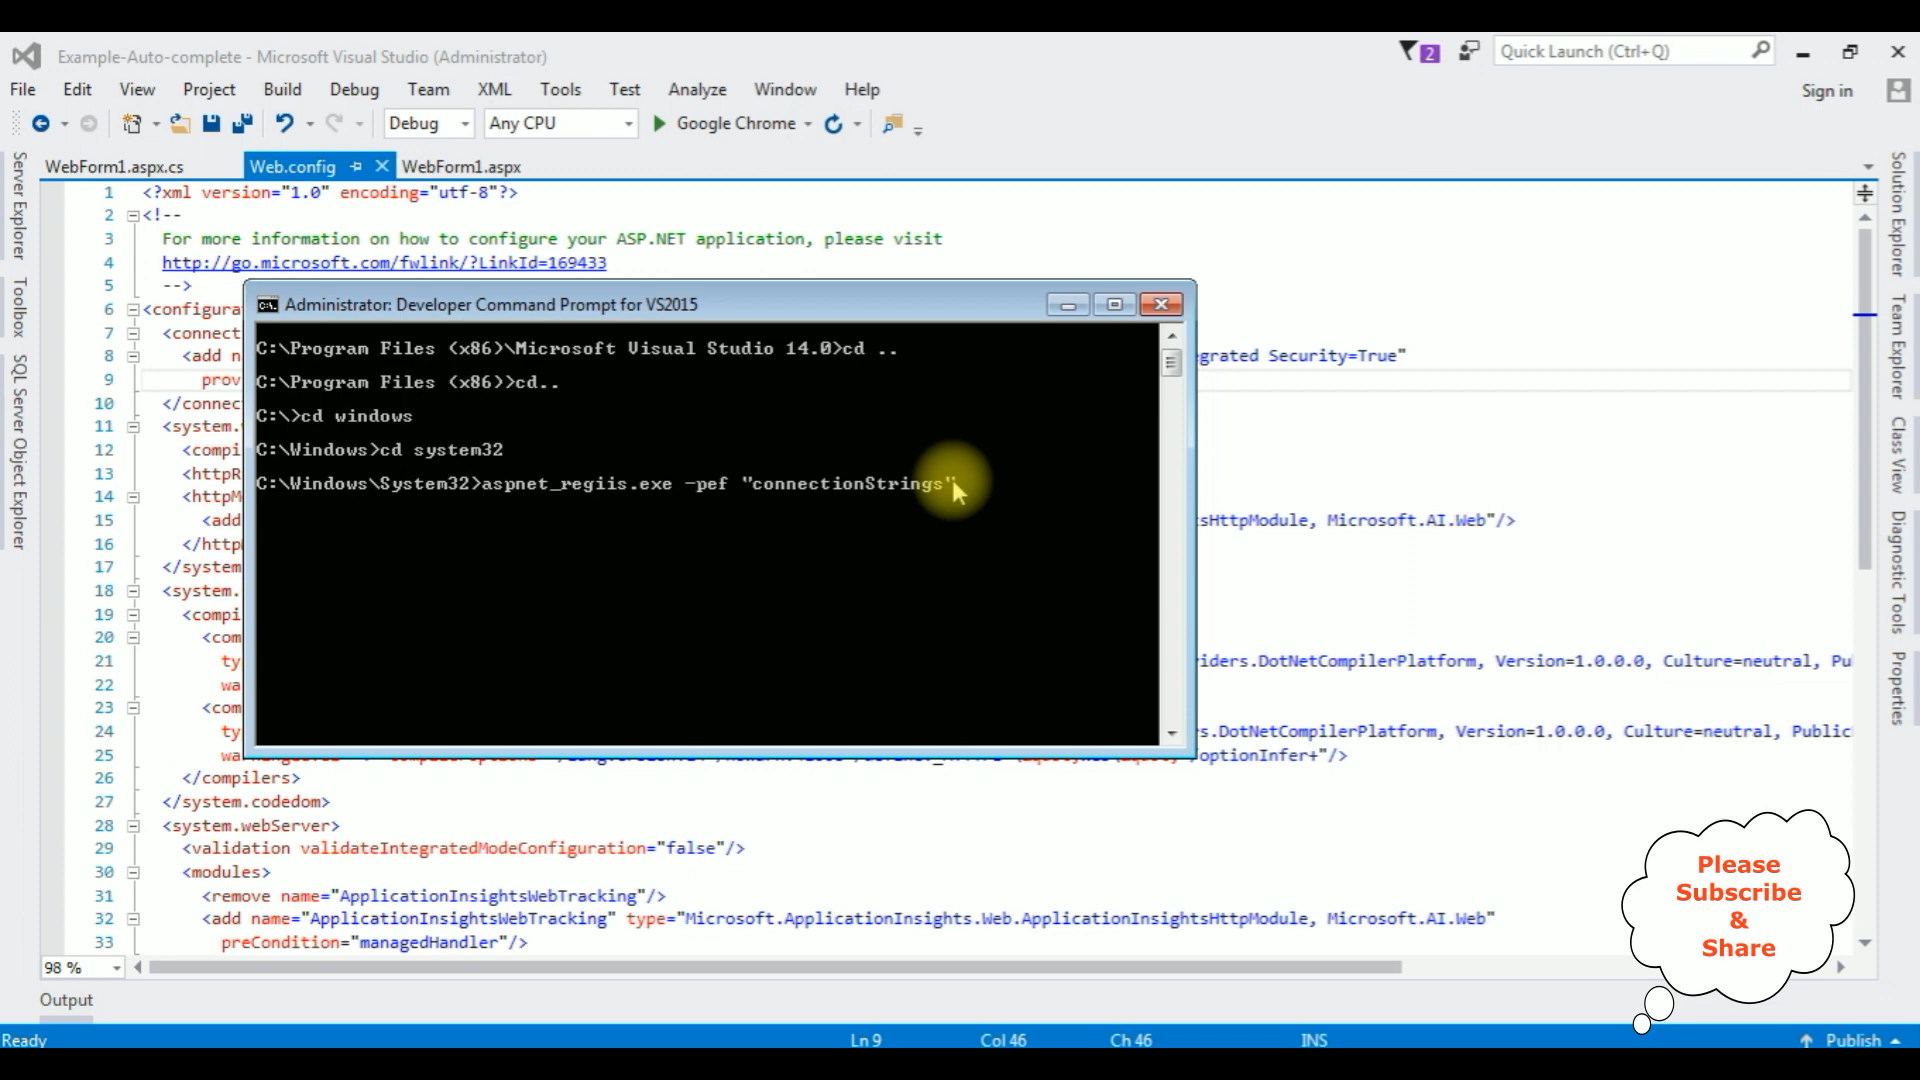 Example-Auto-complete - Microsoft Visual Studio (Administrator)
2
Quick Launch (Ctrl+Q)
File Edit View Project Build Debug Team XML Tools Test Analyze Window Help
Sign in
Debug
Any CPU
Google Chrome
WebForm1.aspx.cs
Web.config
WebForm1.aspx
Server Explorer
Toolbox
SQL Server Object Explorer
1 <?xml version="1.0" encoding="utf-8"?>
2 <!--
3 For more information on how to configure your ASP.NET application, please visit
4 http://go.microsoft.com/fwlink/?LinkId=169433
5 -->
6 <configura
7 <connect
8 <add n
egrated Security=True"
9 prov
10 </connec
11 <system.
12 <compi
13 <httpR
14 <httpM
15 <add
sHttpModule, Microsoft.AI.Web"/>
16 </http
17 </system
18 <system.
19 <compi
20 <com
21 ty
iders.DotNetCompilerPlatform, Version=1.0.0.0, Culture=neutral, Pu
22 wa
23 <com
24 ty
rs.DotNetCompilerPlatform, Version=1.0.0.0, Culture=neutral, Public
25 wa
optionInfer+"/>
26 </compilers>
27 </system.codedom>
28 <system.webServer>
29 <validation validateIntegratedModeConfiguration="false"/>
30 <modules>
31 <remove name="ApplicationInsightsWebTracking"/>
32 <add name="ApplicationInsightsWebTracking" type="Microsoft.ApplicationInsights.Web.ApplicationInsightsHttpModule, Microsoft.AI.Web"
33 preCondition="managedHandler"/>
Administrator: Developer Command Prompt for VS2015
C:\Program Files (x86)\Microsoft Visual Studio 14.0>cd ..
C:\Program Files (x86)>cd..
C:\>cd windows
C:\Windows>cd system32
C:\Windows\System32>aspnet_regiis.exe -pef "connectionStrings"
Solution Explorer
Team Explorer
Class View
Diagnostic Tools
Properties
Please
Subscribe
&
Share
98 %
Output
Ready
Ln 9
Col 46
Ch 46
INS
Publish